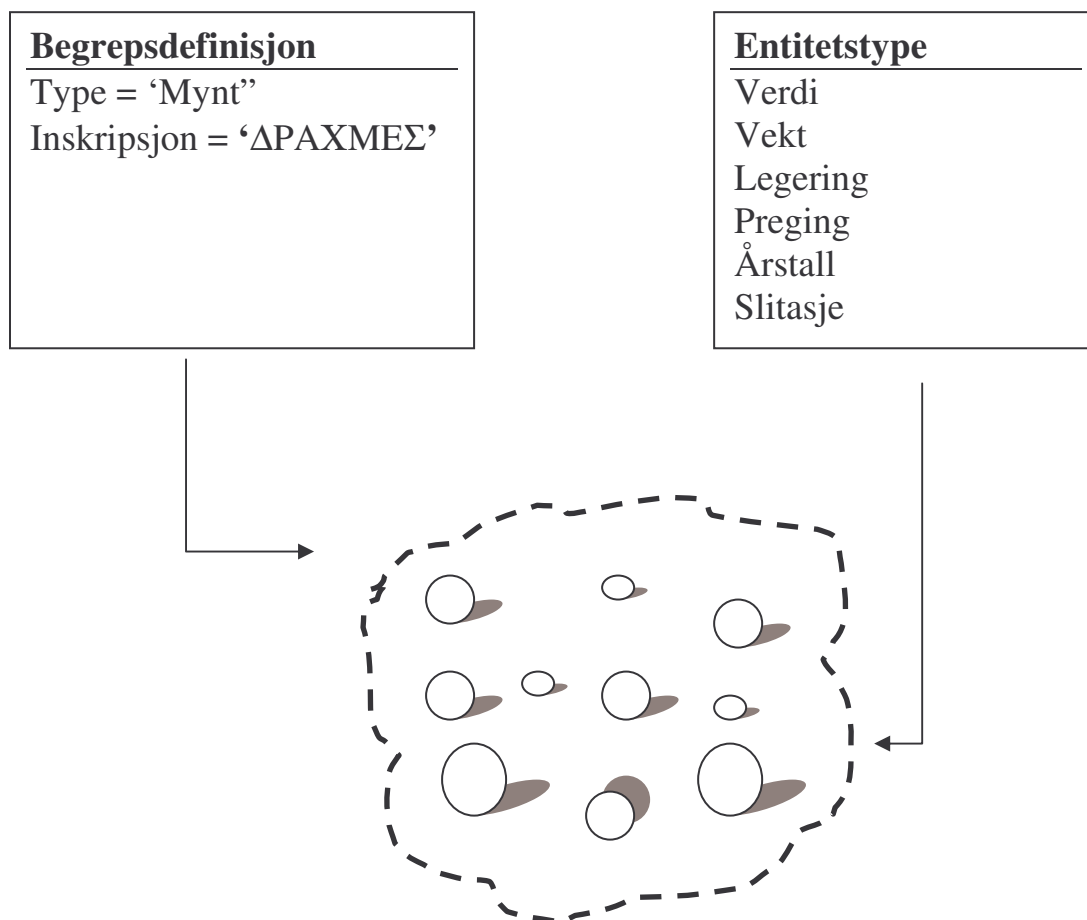 Begrepsdefinisjon
Type = ‘Mynt”
Inskripsjon = ‘ΔΡΑΧΜΕΣ’
Entitetstype
Verdi
Vekt
Legering
Preging
Årstall
Slitasje